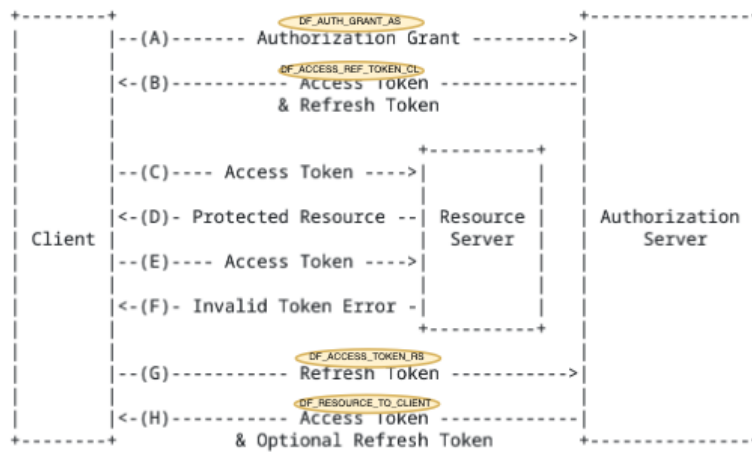 DF_AUTH_GRANT_AS
--(A)------- Authorization Grant --------->
DF_ACCESS_REF_TOKEN_CL
<-(B)----------- Access Token -------------
& Refresh Token
--(C)---- Access Token ---->
<-(D)- Protected Resource --
Resource
Authorization
Client
Server
Server
--(E)---- Access Token ---->
<-(F)- Invalid Token Error -
DF_ACCESS_TOKEN_RS
--(G)----------- Refresh Token ----------->
DF_RESOURCE_TO_CLIENT
<-(H)----------- Access Token -------------
& Optional Refresh Token